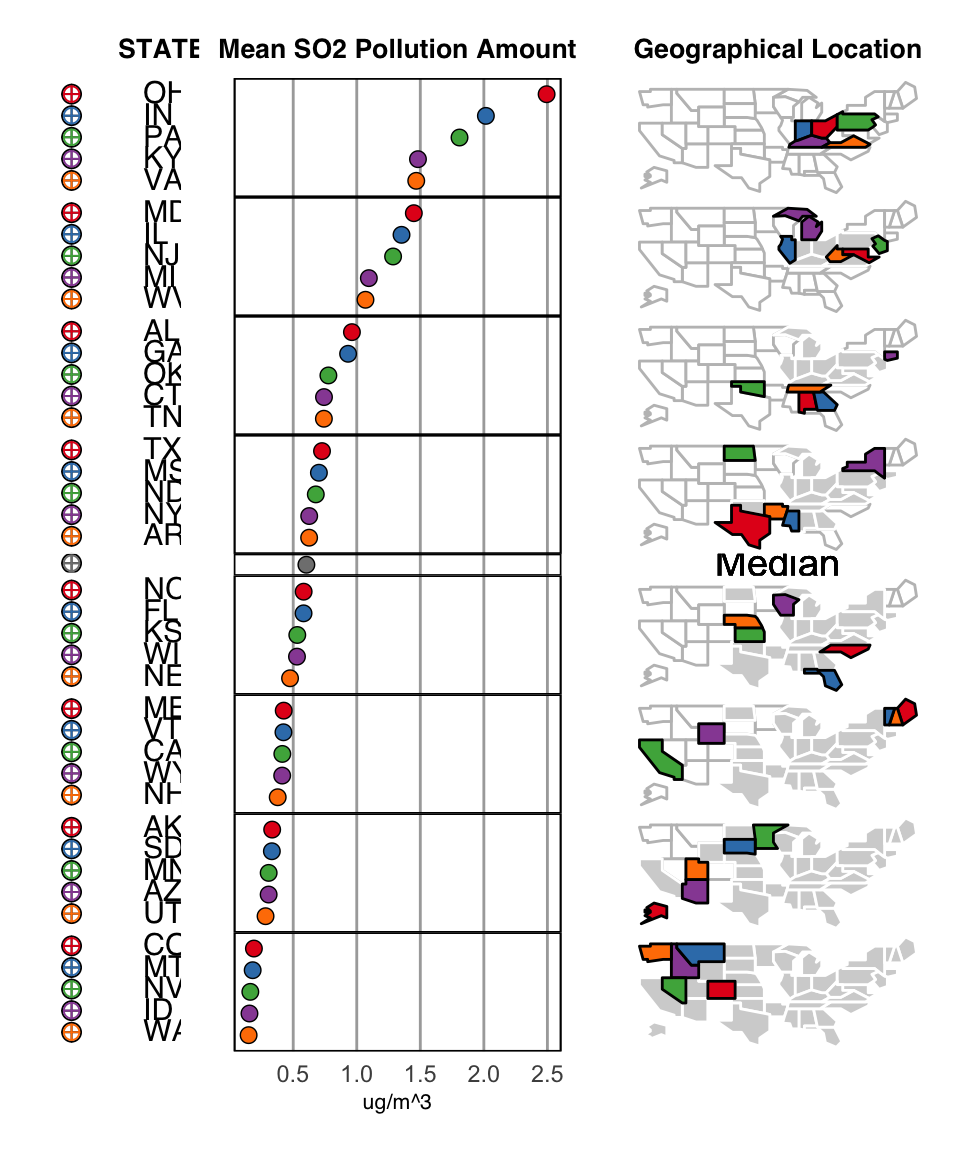 STATE Mean SO2 Pollution Amount Geographical Location
OH
IN
PA
KY
VA
MD
IL
NJ
MI
WV
AL
GA
OK
CT
TN
TX
MS
ND
NY
AR
Median
NC
FL
KS
WI
NE
ME
VT
CA
WY
NH
AK
SD
MN
AZ
UT
CO
MT
NV
ID
WA
0.5 1.0 1.5 2.0 2.5
ug/m^3